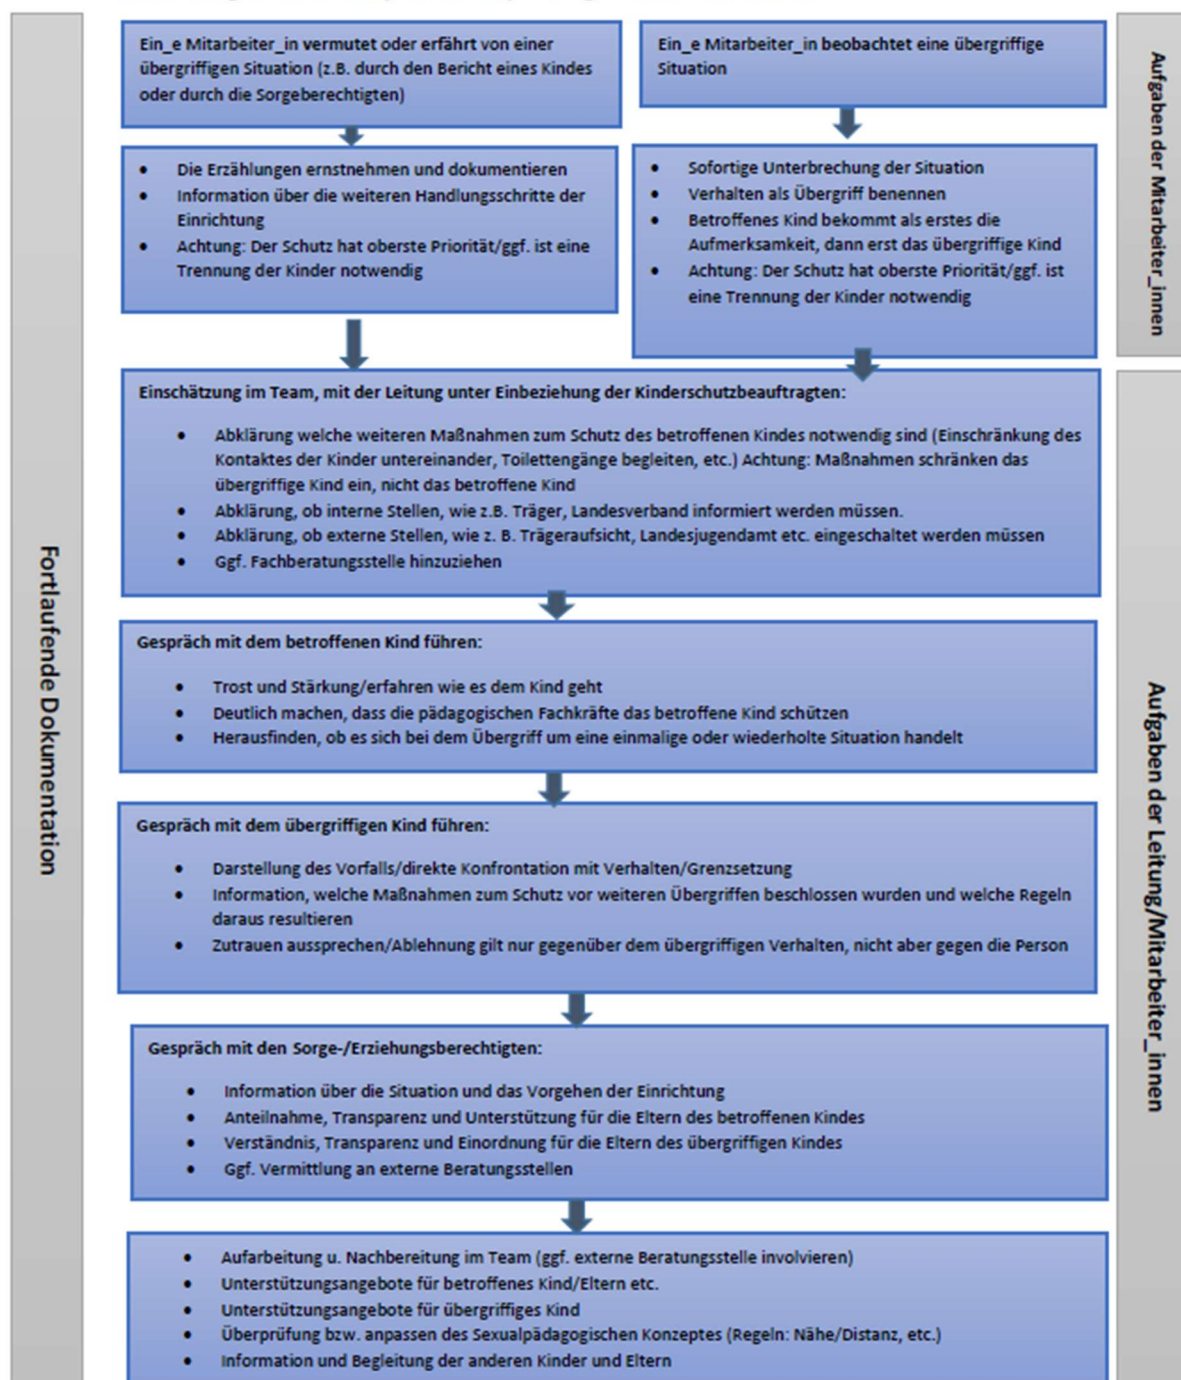 Ein_e Mitarbeiter_in vermutet oder erfährt von einer
übergriffigen Situation (z.B. durch den Bericht eines Kindes
oder durch die Sorgeberechtigten)
Ein_e Mitarbeiter_in beobachtet eine übergriffige
Situation
Aufgaben der Mitarbeiter_innen
• Die Erzählungen ernstnehmen und dokumentieren
• Information über die weiteren Handlungsschritte der
Einrichtung
• Achtung: Der Schutz hat oberste Priorität/ggf. ist eine
Trennung der Kinder notwendig
• Sofortige Unterbrechung der Situation
• Verhalten als Übergriff benennen
• Betroffenes Kind bekommt als erstes die
Aufmerksamkeit, dann erst das übergriffige Kind
• Achtung: Der Schutz hat oberste Priorität/ggf. ist
eine Trennung der Kinder notwendig
Fortlaufende Dokumentation
Einschätzung im Team, mit der Leitung unter Einbeziehung der Kinderschutzbeauftragten:
• Abklärung welche weiteren Maßnahmen zum Schutz des betroffenen Kindes notwendig sind (Einschränkung des
Kontaktes der Kinder untereinander, Toilettengänge begleiten, etc.) Achtung: Maßnahmen schränken das
übergriffige Kind ein, nicht das betroffene Kind
• Abklärung, ob interne Stellen, wie z.B. Träger, Landesverband informiert werden müssen.
• Abklärung, ob externe Stellen, wie z. B. Trägeraufsicht, Landesjugendamt etc. eingeschaltet werden müssen
• Ggf. Fachberatungsstelle hinzuziehen
Aufgaben der Leitung/Mitarbeiter_innen
Gespräch mit dem betroffenen Kind führen:
• Trost und Stärkung/erfahren wie es dem Kind geht
• Deutlich machen, dass die pädagogischen Fachkräfte das betroffene Kind schützen
• Herausfinden, ob es sich bei dem Übergriff um eine einmalige oder wiederholte Situation handelt
Gespräch mit dem übergriffigen Kind führen:
• Darstellung des Vorfalls/direkte Konfrontation mit Verhalten/Grenzsetzung
• Information, welche Maßnahmen zum Schutz vor weiteren Übergriffen beschlossen wurden und welche Regeln
daraus resultieren
• Zutrauen aussprechen/Ablehnung gilt nur gegenüber dem übergriffigen Verhalten, nicht aber gegen die Person
Gespräch mit den Sorge-/Erziehungsberechtigten:
• Information über die Situation und das Vorgehen der Einrichtung
• Anteilnahme, Transparenz und Unterstützung für die Eltern des betroffenen Kindes
• Verständnis, Transparenz und Einordnung für die Eltern des übergriffigen Kindes
• Ggf. Vermittlung an externe Beratungsstellen
• Aufarbeitung u. Nachbereitung im Team (ggf. externe Beratungsstelle involvieren)
• Unterstützungsangebote für betroffenes Kind/Eltern etc.
• Unterstützungsangebote für übergriffiges Kind
• Überprüfung bzw. anpassen des Sexualpädagogischen Konzeptes (Regeln: Nähe/Distanz, etc.)
• Information und Begleitung der anderen Kinder und Eltern